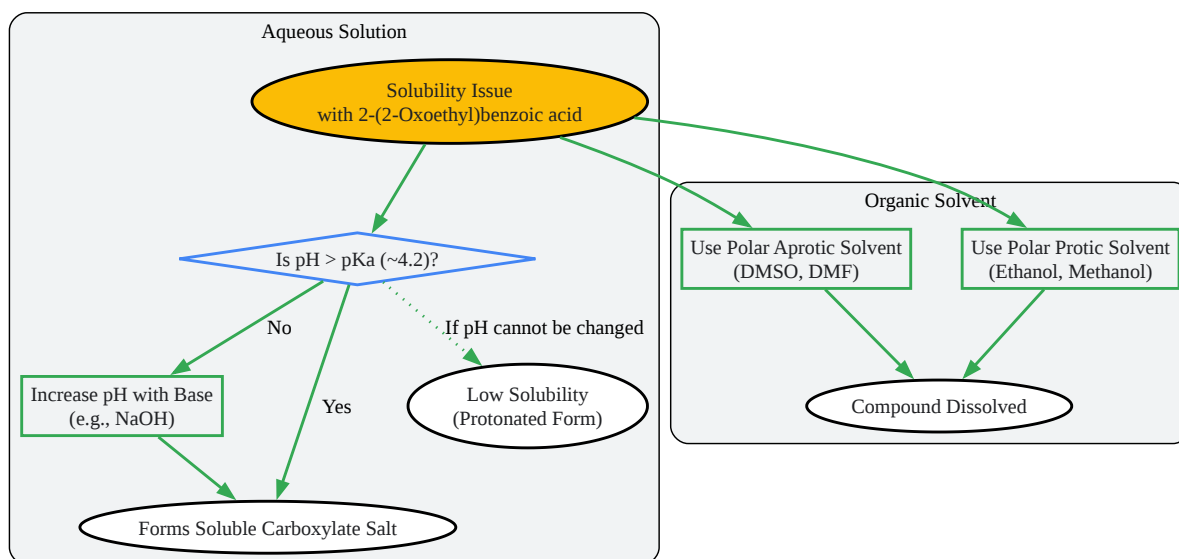 Aqueous Solution
Solubility Issue
with 2-(2-Oxoethyl)benzoic acid
Organic Solvent
Use Polar Aprotic Solvent
(DMSO, DMF)
Use Polar Protic Solvent
(Ethanol, Methanol)
Is pH > pKa (~4.2)?
No
If pH cannot be changed
Increase pH with Base
(e.g., NaOH)
Yes
Low Solubility
(Protonated Form)
Compound Dissolved
Forms Soluble Carboxylate Salt